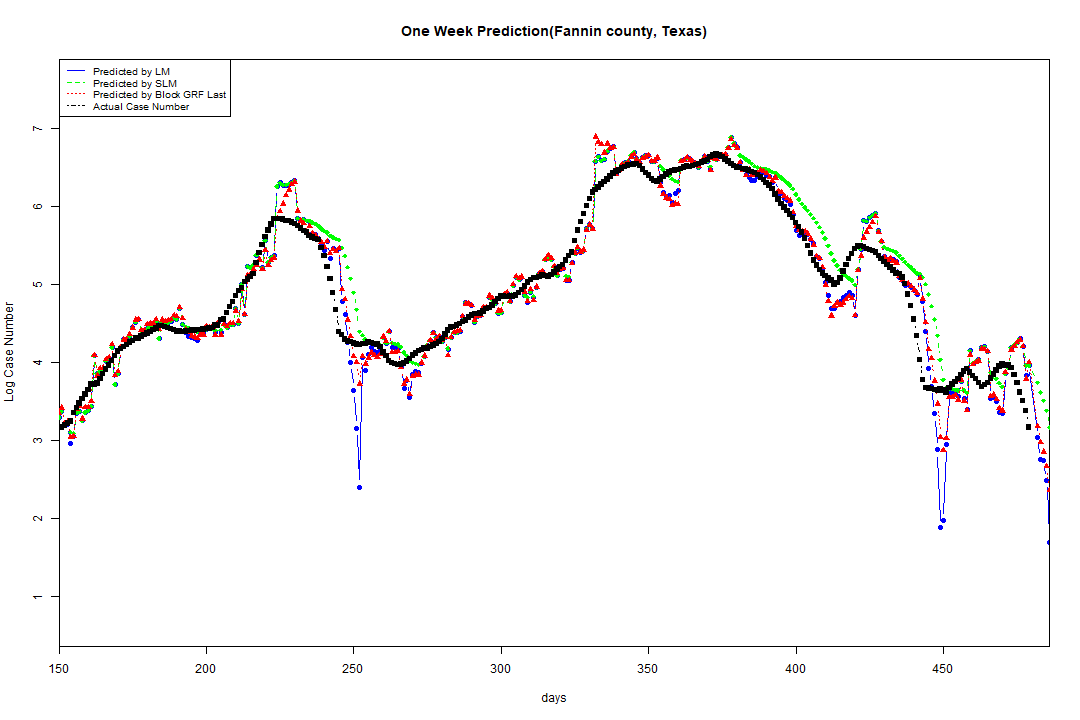 One Week Prediction(Fannin county, Texas)
Predicted by LM
Predicted by SLM
Predicted by Block GRF Last
Actual Case Number
7
6
5
4
3
2
1
Log Case Number
150 200 250 300 350 400 450
days